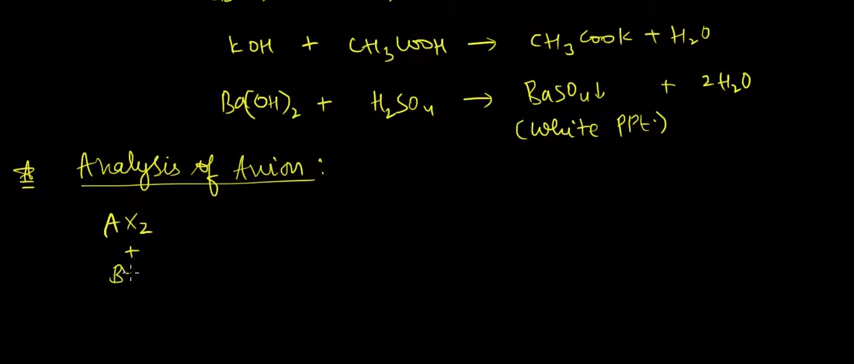 KOH + CH₃COOH → CH₃COOK + H₂O
Ba(OH)₂ + H₂SO₄ → BaSO₄↓ + 2H₂O
(White PPt.)
Analysis of Anion :
AX₂
+
B